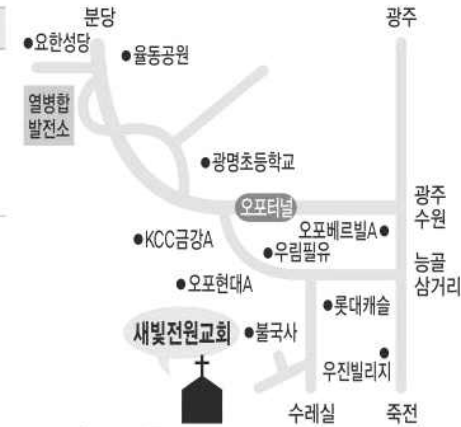 분당
광주
요한성당
율동공원
열병합
발전소
광명초등학교
오포터널
광주
수원
오포베르빌A
KCC금강A
우림필유
능골
삼거리
오포현대A
롯대캐슬
새빛전원교회
불국사
우진빌리지
수레실
죽전